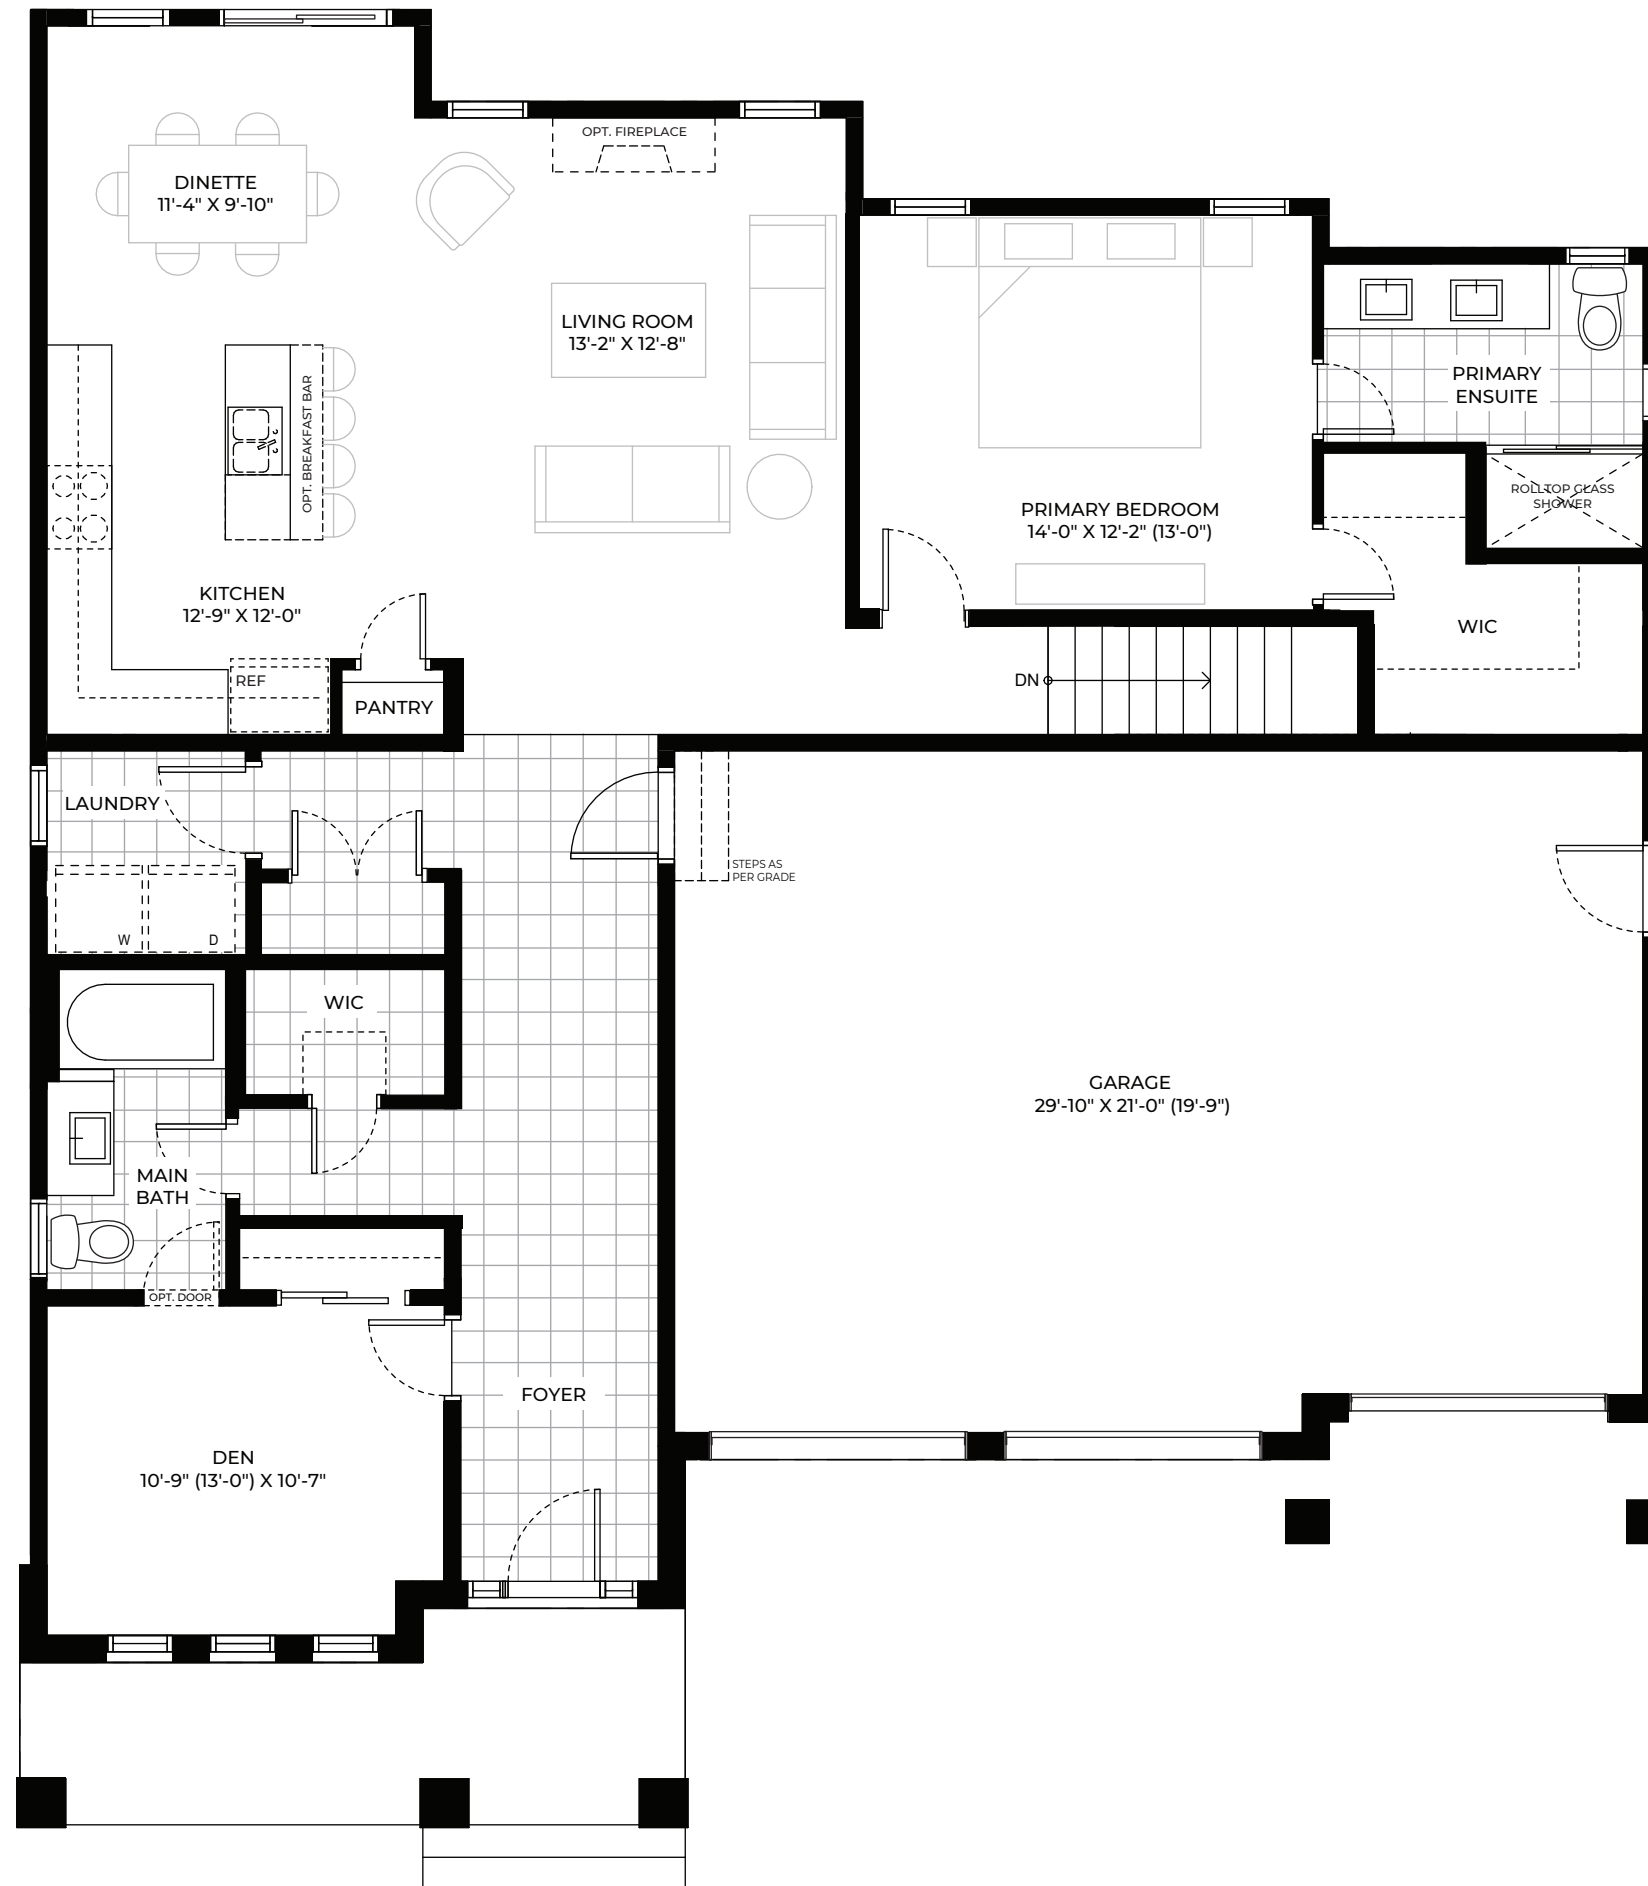 OPT. FIREPLACE
DINETTE
11'-4" X 9'-10"
LIVING ROOM
13'-2" X 12'-8"
OPT. BREAKFAST BAR
PRIMARY
ENSUITE
ROLLTOP GLASS
SHOWER
PRIMARY BEDROOM
14'-0" X 12'-2" (13'-0")
KITCHEN
12'-9" X 12'-0"
WIC
REF
DN
PANTRY
LAUNDRY
STEPS AS
PER GRADE
W
D
WIC
GARAGE
29'-10" X 21'-0" (19'-9")
MAIN
BATH
OPT. DOOR
FOYER
DEN
10'-9" (13'-0") X 10'-7"